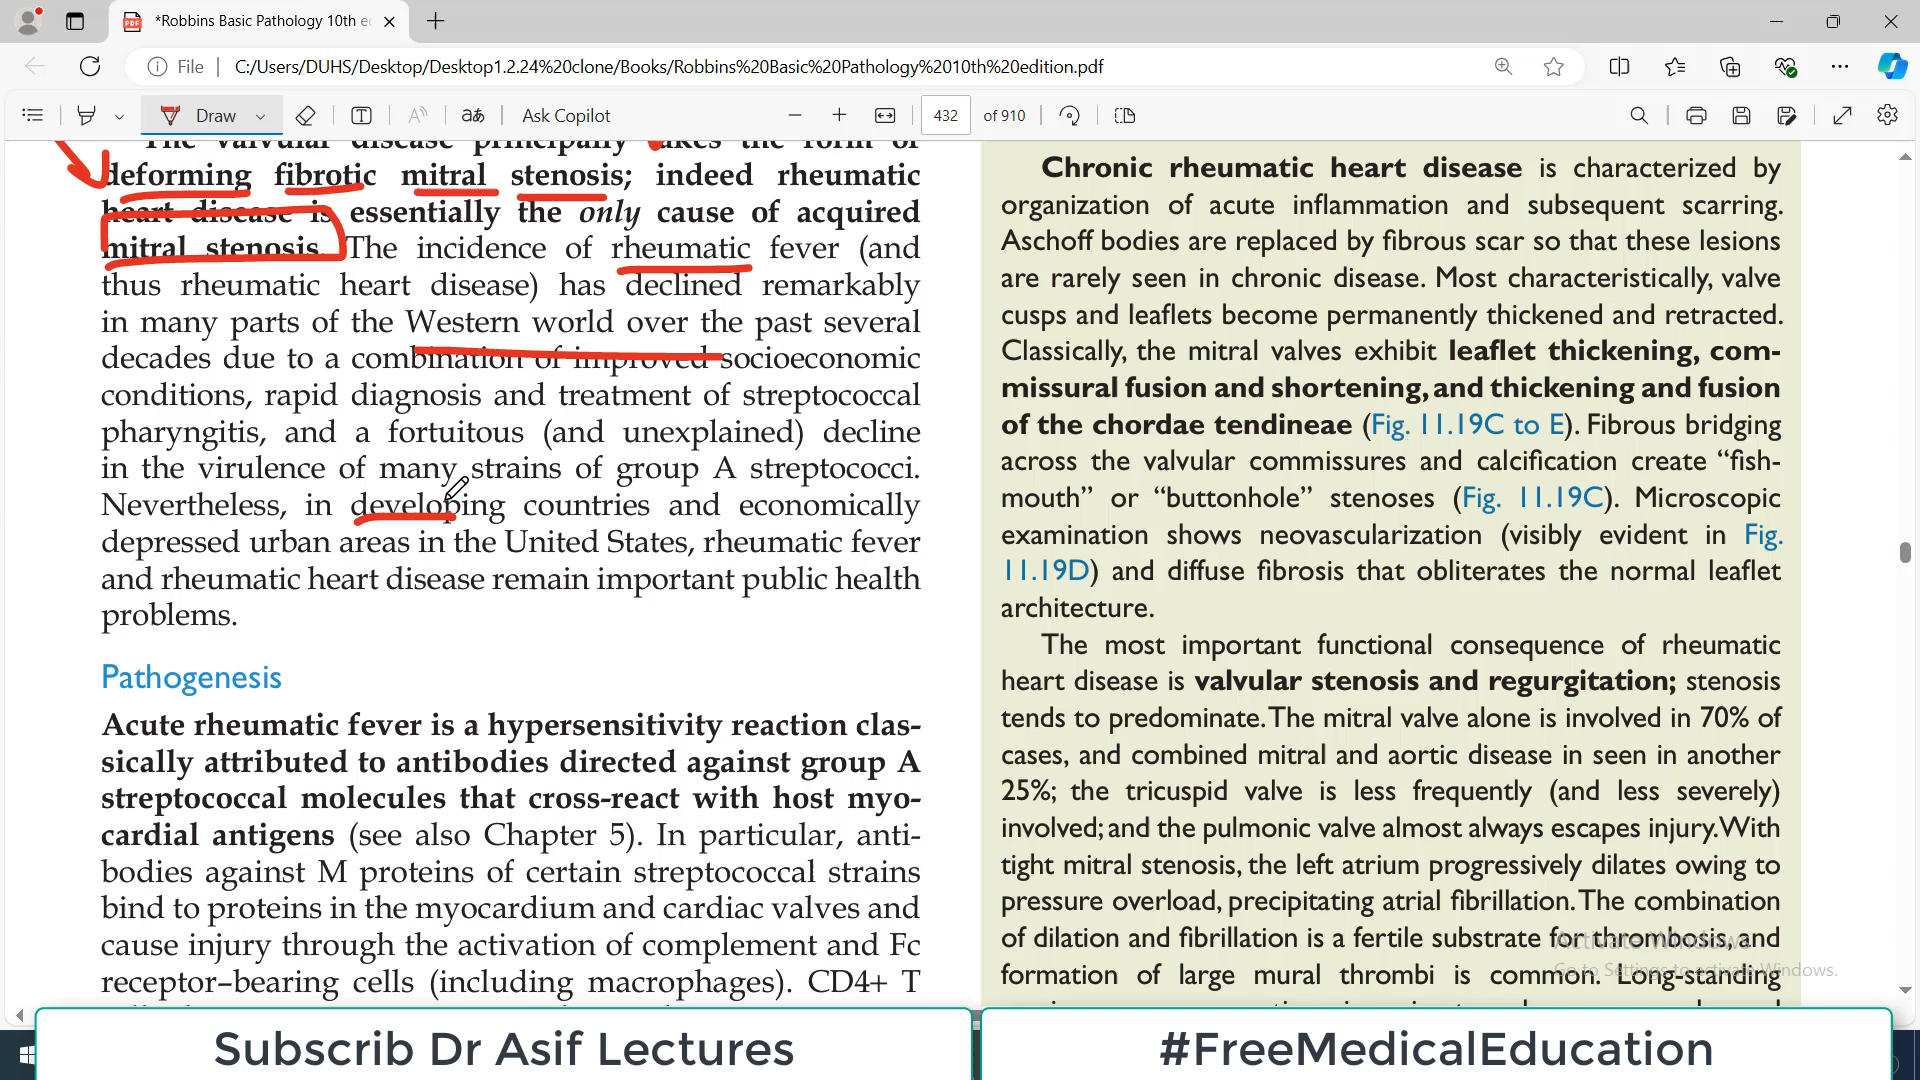 *Robbins Basic Pathology 10th e
File
C:/Users/DUHS/Desktop/Desktop1.2.24%20clone/Books/Robbins%20Basic%20Pathology%2010th%20edition.pdf
Draw
aあ
Ask Copilot
432 of 910
The valvular disease principally takes the form of
deforming fibrotic mitral stenosis; indeed rheumatic
heart disease is essentially the only cause of acquired
mitral stenosis. The incidence of rheumatic fever (and
thus rheumatic heart disease) has declined remarkably
in many parts of the Western world over the past several
decades due to a combination of improved socioeconomic
conditions, rapid diagnosis and treatment of streptococcal
pharyngitis, and a fortuitous (and unexplained) decline
in the virulence of many strains of group A streptococci.
Nevertheless, in developing countries and economically
depressed urban areas in the United States, rheumatic fever
and rheumatic heart disease remain important public health
problems.
Pathogenesis
Acute rheumatic fever is a hypersensitivity reaction clas-
sically attributed to antibodies directed against group A
streptococcal molecules that cross-react with host myo-
cardial antigens (see also Chapter 5). In particular, anti-
bodies against M proteins of certain streptococcal strains
bind to proteins in the myocardium and cardiac valves and
cause injury through the activation of complement and Fc
receptor–bearing cells (including macrophages). CD4+ T
Chronic rheumatic heart disease is characterized by
organization of acute inflammation and subsequent scarring.
Aschoff bodies are replaced by fibrous scar so that these lesions
are rarely seen in chronic disease. Most characteristically, valve
cusps and leaflets become permanently thickened and retracted.
Classically, the mitral valves exhibit leaflet thickening, com-
missural fusion and shortening, and thickening and fusion
of the chordae tendineae (Fig. 11.19C to E). Fibrous bridging
across the valvular commissures and calcification create “fish-
mouth” or “buttonhole” stenoses (Fig. 11.19C). Microscopic
examination shows neovascularization (visibly evident in Fig.
11.19D) and diffuse fibrosis that obliterates the normal leaflet
architecture.
The most important functional consequence of rheumatic
heart disease is valvular stenosis and regurgitation; stenosis
tends to predominate. The mitral valve alone is involved in 70% of
cases, and combined mitral and aortic disease in seen in another
25%; the tricuspid valve is less frequently (and less severely)
involved; and the pulmonic valve almost always escapes injury. With
tight mitral stenosis, the left atrium progressively dilates owing to
pressure overload, precipitating atrial fibrillation. The combination
of dilation and fibrillation is a fertile substrate for thrombosis, and
formation of large mural thrombi is common. Long-standing
Activate Windows
Go to Settings to activate Windows.
Subscrib Dr Asif Lectures
#FreeMedicalEducation